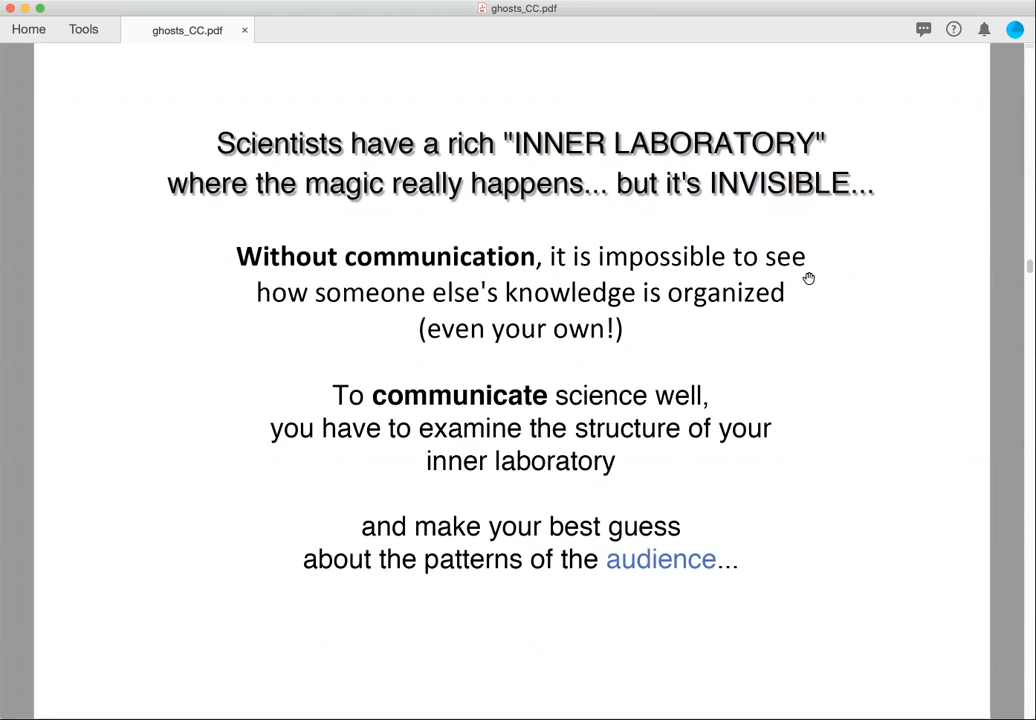 ghosts_CC.pdf
Home Tools ghosts_CC.pdf ×
Scientists have a rich "INNER LABORATORY"
where the magic really happens... but it's INVISIBLE...
Without communication, it is impossible to see
how someone else's knowledge is organized
(even your own!)
To communicate science well,
you have to examine the structure of your
inner laboratory
and make your best guess
about the patterns of the audience...